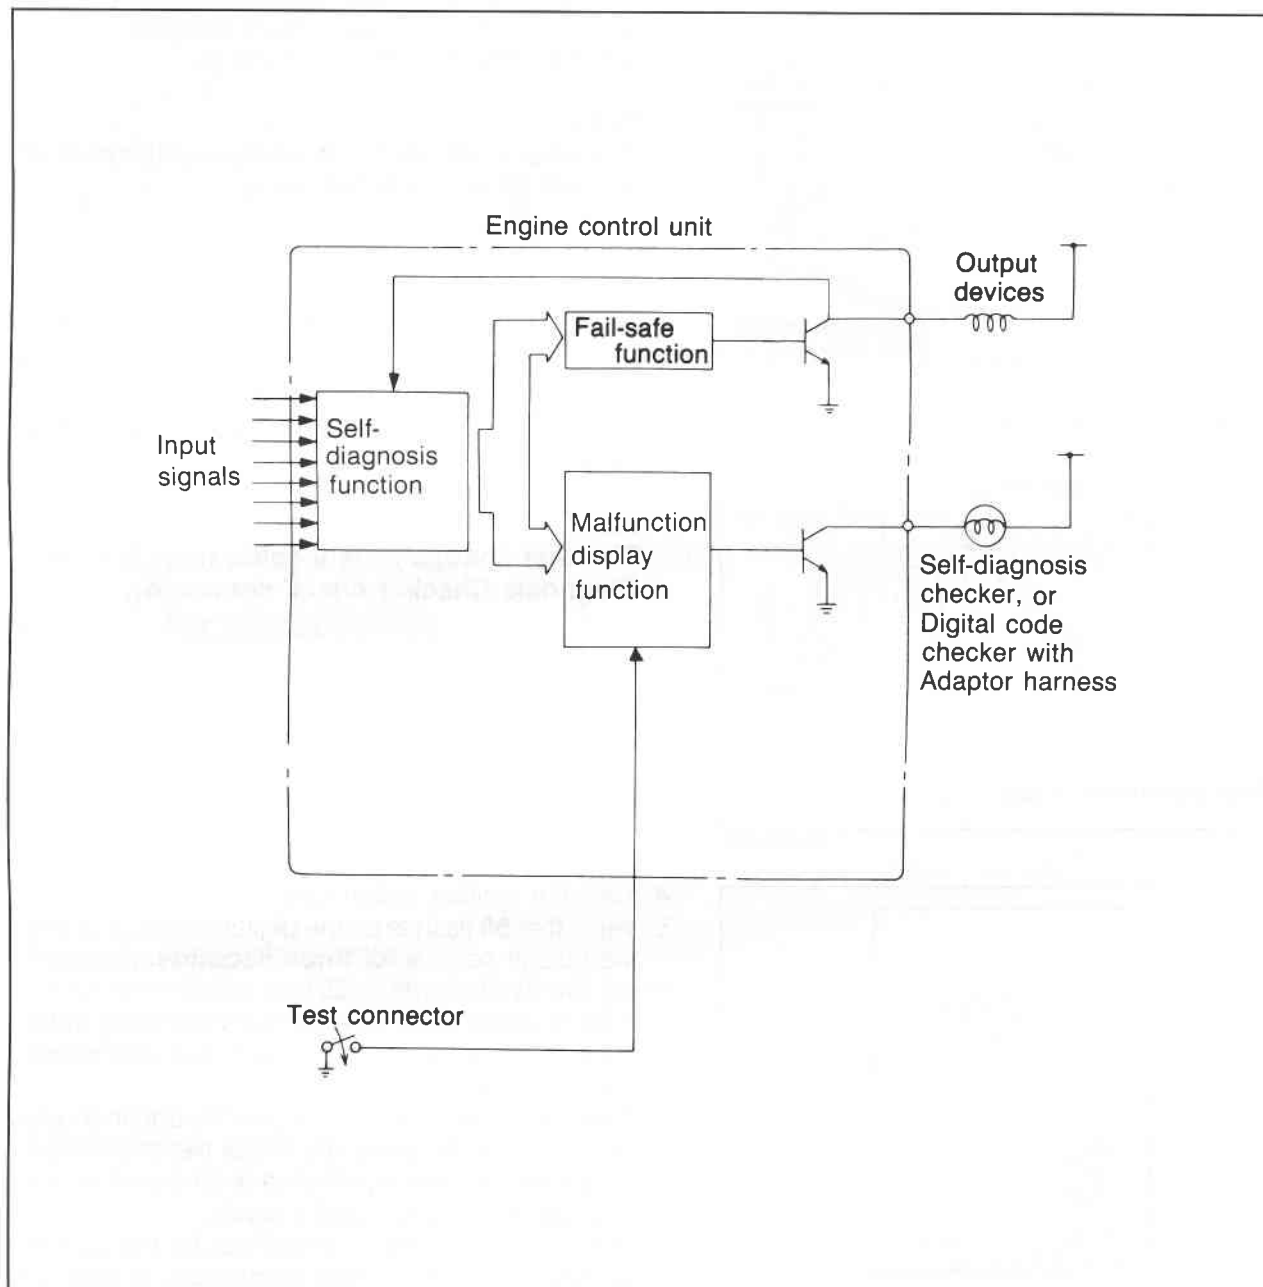 Engine control unit
Output
devices
Fail-safe
function
Input
signals
Self-
diagnosis
function
Malfunction
display
function
Self-diagnosis
checker, or
Digital code
checker with
Adaptor harness
Test connector